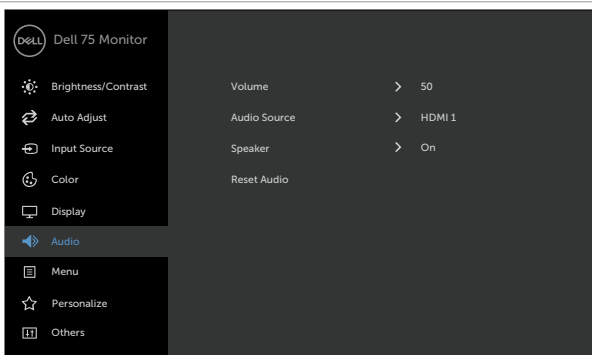 DELL Dell 75 Monitor
Brightness/Contrast
Auto Adjust
Input Source
Color
Display
Audio
Menu
Personalize
Others
Volume 50
Audio Source HDMI 1
Speaker On
Reset Audio